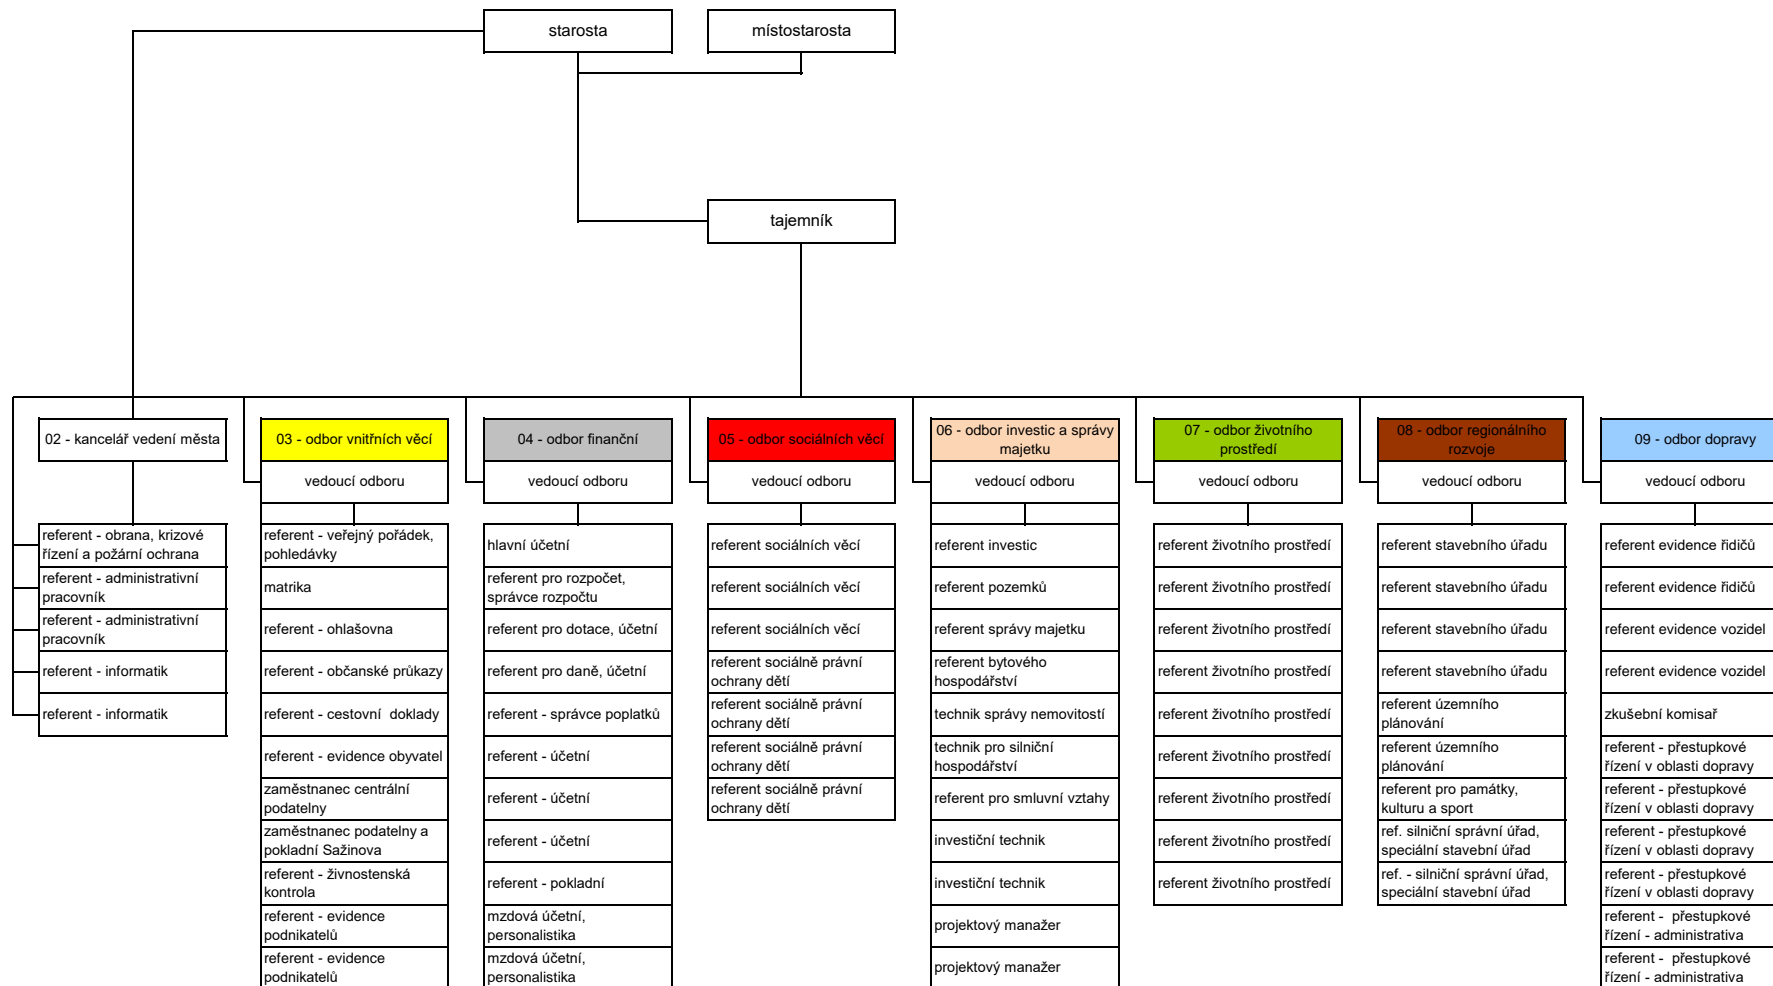 starosta
místostarosta
tajemník
02 - kancelář vedení města
referent - obrana, krizové
řízení a požární ochrana
referent - administrativní
pracovník
referent - administrativní
pracovník
referent - informatik
referent - informatik
03 - odbor vnitřních věcí
vedoucí odboru
referent - veřejný pořádek,
pohledávky
matrika
referent - ohlašovna
referent - občanské průkazy
referent - cestovní  doklady
referent - evidence obyvatel
zaměstnanec centrální
podatelny
zaměstnanec podatelny a
pokladní Sažinova
referent - živnostenská
kontrola
referent - evidence
podnikatelů
referent - evidence
podnikatelů
04 - odbor finanční
vedoucí odboru
hlavní účetní
referent pro rozpočet,
správce rozpočtu
referent pro dotace, účetní
referent pro daně, účetní
referent - správce poplatků
referent - účetní
referent - účetní
referent - účetní
referent - pokladní
mzdová účetní,
personalistika
mzdová účetní,
personalistika
05 - odbor sociálních věcí
vedoucí odboru
referent sociálních věcí
referent sociálních věcí
referent sociálních věcí
referent sociálně právní
ochrany dětí
referent sociálně právní
ochrany dětí
referent sociálně právní
ochrany dětí
referent sociálně právní
ochrany dětí
06 - odbor investic a správy
majetku
vedoucí odboru
referent investic
referent pozemků
referent správy majetku
referent bytového
hospodářství
technik správy nemovitostí
technik pro silniční
hospodářství
referent pro smluvní vztahy
investiční technik
investiční technik
projektový manažer
projektový manažer
07 - odbor životního
prostředí
vedoucí odboru
referent životního prostředí
referent životního prostředí
referent životního prostředí
referent životního prostředí
referent životního prostředí
referent životního prostředí
referent životního prostředí
referent životního prostředí
referent životního prostředí
08 - odbor regionálního
rozvoje
vedoucí odboru
referent stavebního úřadu
referent stavebního úřadu
referent stavebního úřadu
referent stavebního úřadu
referent územního
plánování
referent územního
plánování
referent pro památky,
kulturu a sport
ref. silniční správní úřad,
speciální stavební úřad
ref. - silniční správní úřad,
speciální stavební úřad
09 - odbor dopravy
vedoucí odboru
referent evidence řidičů
referent evidence řidičů
referent evidence vozidel
referent evidence vozidel
zkušební komisař
referent - přestupkové
řízení v oblasti dopravy
referent - přestupkové
řízení v oblasti dopravy
referent - přestupkové
řízení v oblasti dopravy
referent - přestupkové
řízení v oblasti dopravy
referent -  přestupkové
řízení - administrativa
referent -  přestupkové
řízení - administrativa